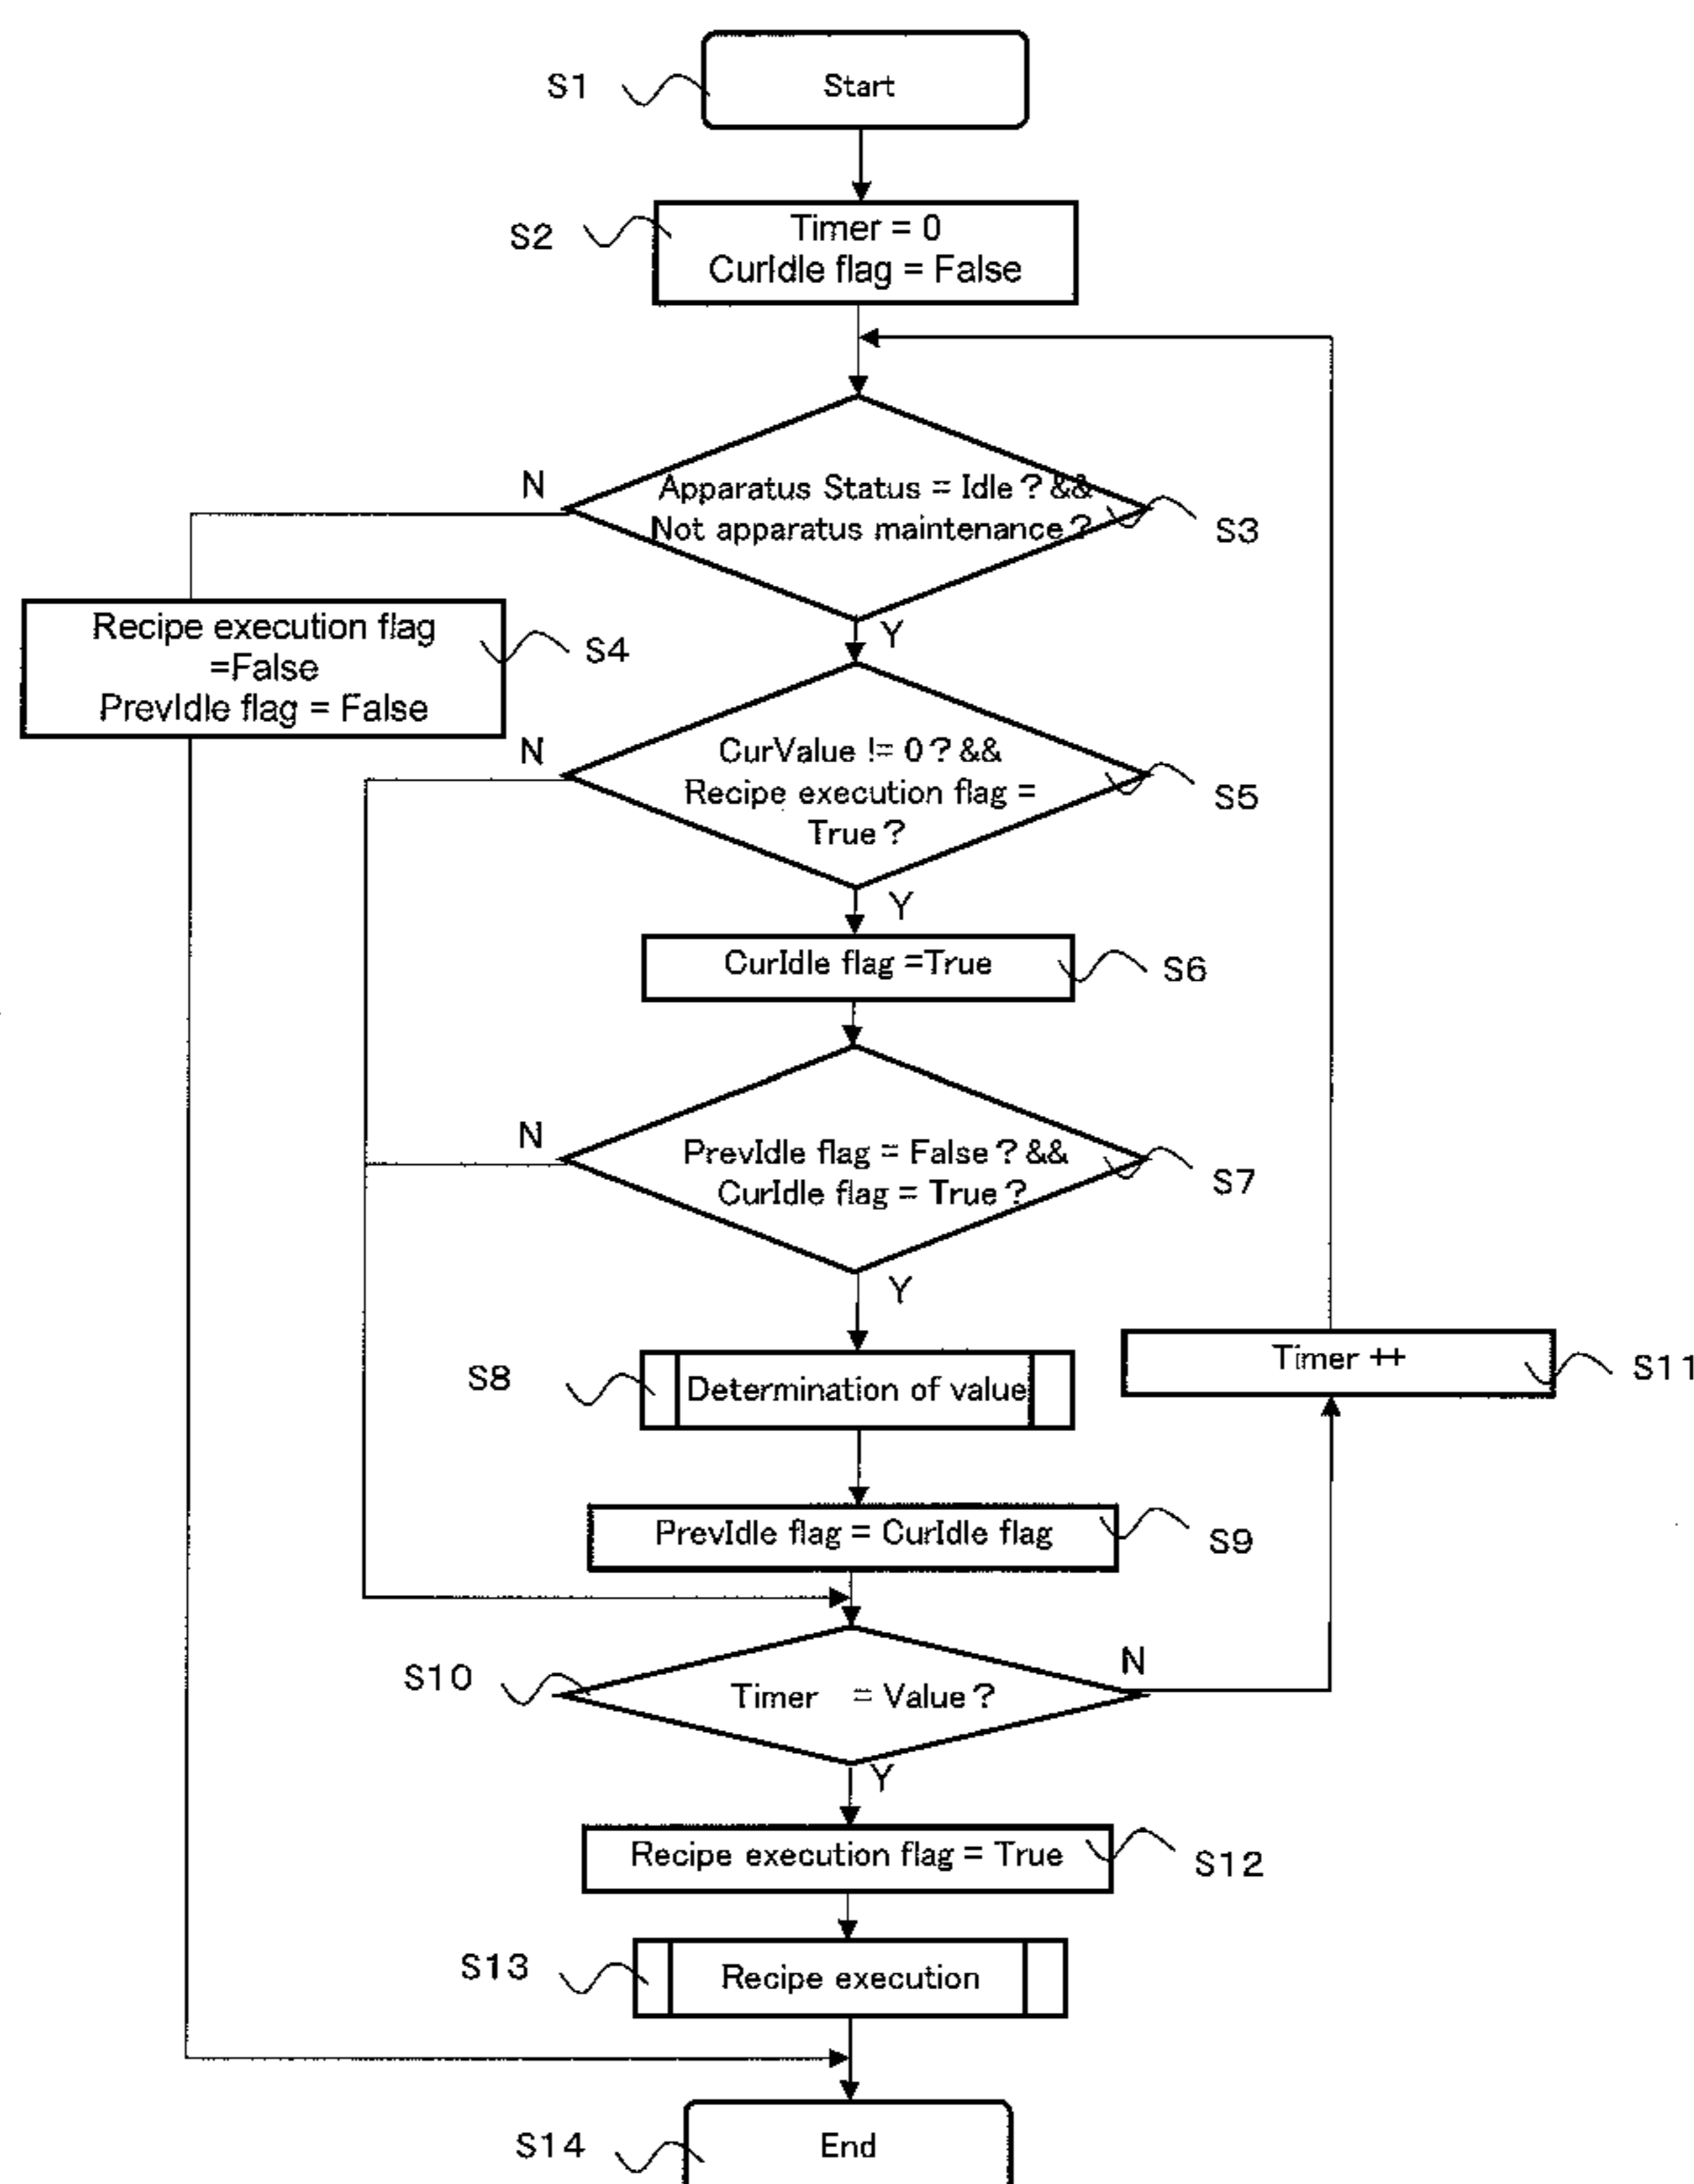 S1
Start
S2
Timer = 0
CurIdle flag = False
N
Apparatus Status = Idle ? &&
Not apparatus maintenance ?
S3
Y
Recipe execution flag
=False
PrevIdle flag = False
S4
N
CurValue != 0 ? &&
Recipe execution flag =
True ?
S5
Y
CurIdle flag =True
S6
N
PrevIdle flag = False ? &&
CurIdle flag = True ?
S7
Y
S8
Determination of value
Timer ++
S11
PrevIdle flag = CurIdle flag
S9
S10
Timer = Value ?
N
Y
Recipe execution flag = True
S12
S13
Recipe execution
S14
End